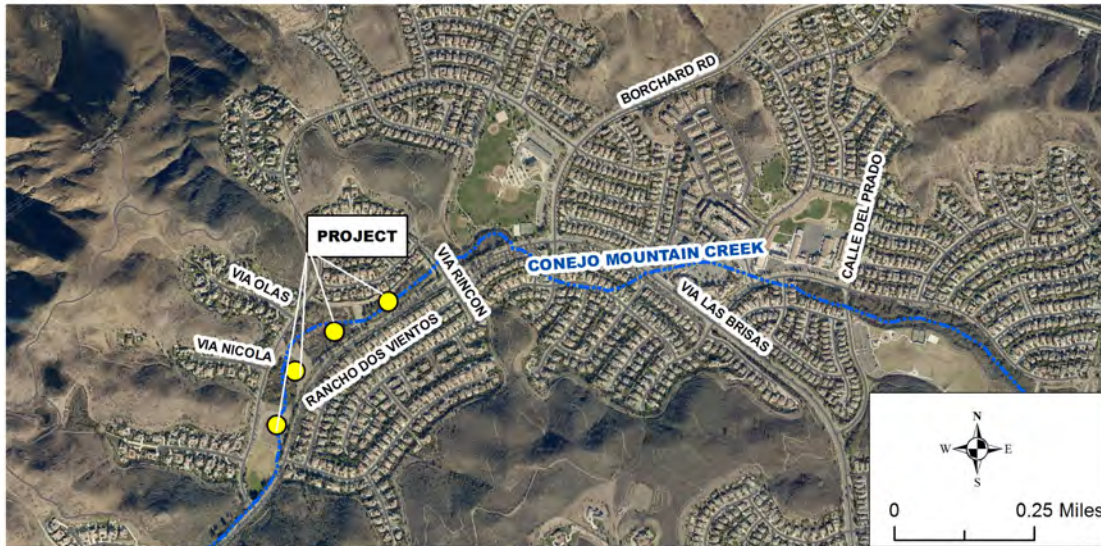 BORCHARD RD
CALLE DEL PRADO
PROJECT
CONEJO MOUNTAIN CREEK
VIA RINCON
VIA OLAS
VIA LAS BRISAS
RANCHO DOS VIENTOS
VIA NICOLA
N
W E
S
0 0.25 Miles